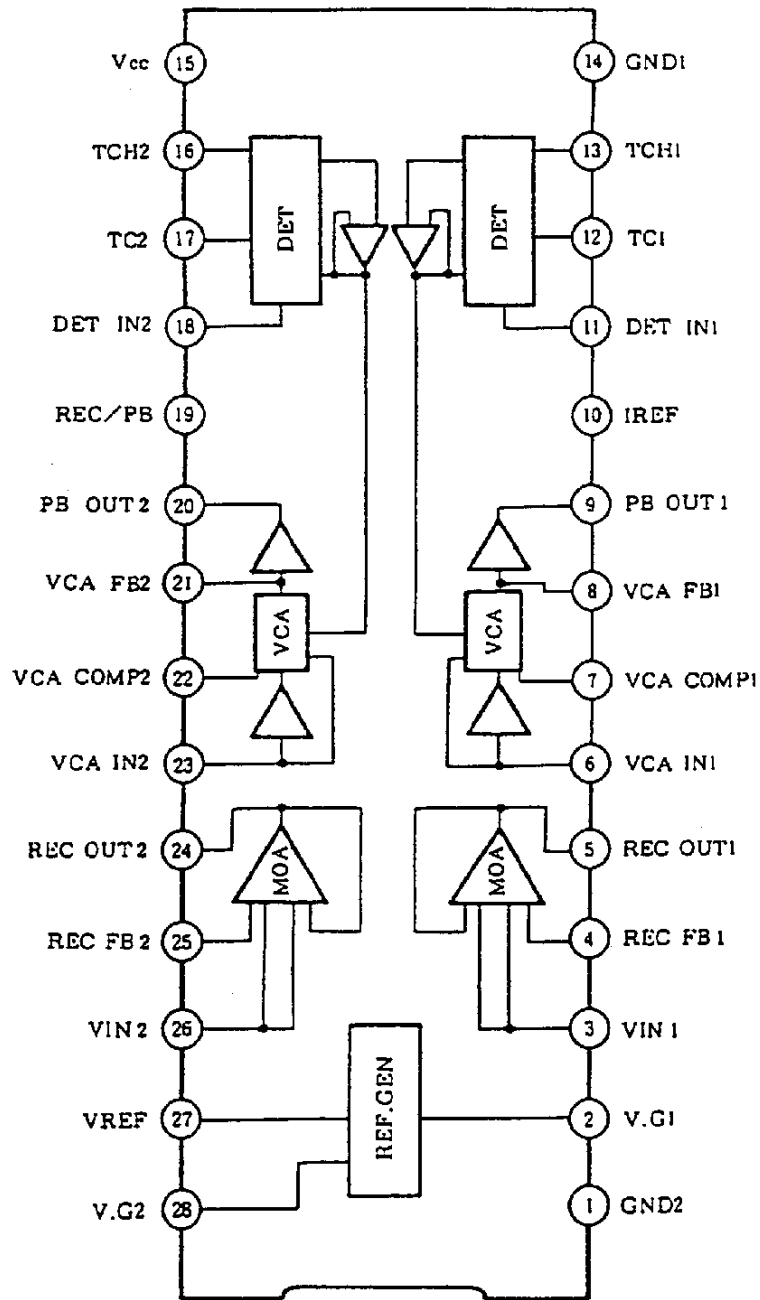 Vcc 15 14 GND1
TCH2 16 DET DET 13 TCH1
TC2 17 12 TC1
DET IN2 18 11 DET IN1
REC/PB 19 10 IREF
PB OUT2 20 9 PB OUT1
VCA FB2 21 8 VCA FB1
VCA VCA
VCA COMP2 22 7 VCA COMP1
VCA IN2 23 6 VCA IN1
REC OUT2 24 MOA MOA 5 REC OUT1
REC FB2 25 4 REC FB1
VIN2 26 3 VIN1
VREF 27 REF.GEN 2 V.G1
V.G2 28 1 GND2